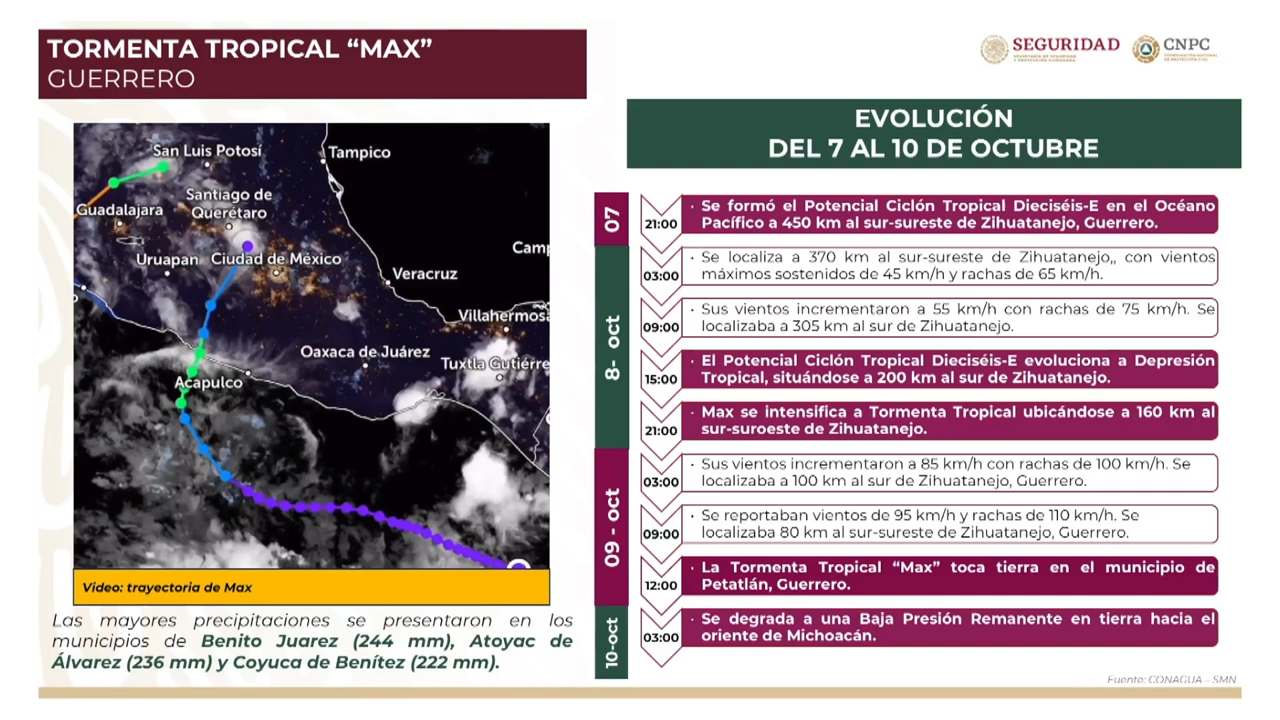 TORMENTA TROPICAL “MAX”
GUERRERO
SEGURIDAD
CNPC
EVOLUCIÓN
DEL 7 AL 10 DE OCTUBRE
San Luis Potosí
Tampico
Santiago de
Querétaro
Guadalajara
Uruapan
Ciudad de México
Camp
Veracruz
Villahermosa
Oaxaca de Juárez
Tuxtla Gutiérre
Acapulco
Video: trayectoria de Max
Las mayores precipitaciones se presentaron en los
municipios de Benito Juarez (244 mm), Atoyac de
Álvarez (236 mm) y Coyuca de Benítez (222 mm).
07
21:00
· Se formó el Potencial Ciclón Tropical Dieciséis-E en el Océano
Pacífico a 450 km al sur-sureste de Zihuatanejo, Guerrero.
8- oct
03:00
· Se localiza a 370 km al sur-sureste de Zihuatanejo,, con vientos
máximos sostenidos de 45 km/h y rachas de 65 km/h.
09:00
· Sus vientos incrementaron a 55 km/h con rachas de 75 km/h. Se
localizaba a 305 km al sur de Zihuatanejo.
15:00
· El Potencial Ciclón Tropical Dieciséis-E evoluciona a Depresión
Tropical, situándose a 200 km al sur de Zihuatanejo.
21:00
· Max se intensifica a Tormenta Tropical ubicándose a 160 km al
sur-suroeste de Zihuatanejo.
09 - oct
03:00
· Sus vientos incrementaron a 85 km/h con rachas de 100 km/h. Se
localizaba a 100 km al sur de Zihuatanejo, Guerrero.
09:00
· Se reportaban vientos de 95 km/h y rachas de 110 km/h. Se
localizaba 80 km al sur-sureste de Zihuatanejo, Guerrero.
12:00
· La Tormenta Tropical “Max” toca tierra en el municipio de
Petatlán, Guerrero.
10-oct
03:00
· Se degrada a una Baja Presión Remanente en tierra hacia el
oriente de Michoacán.
Fuente: CONAGUA – SMN